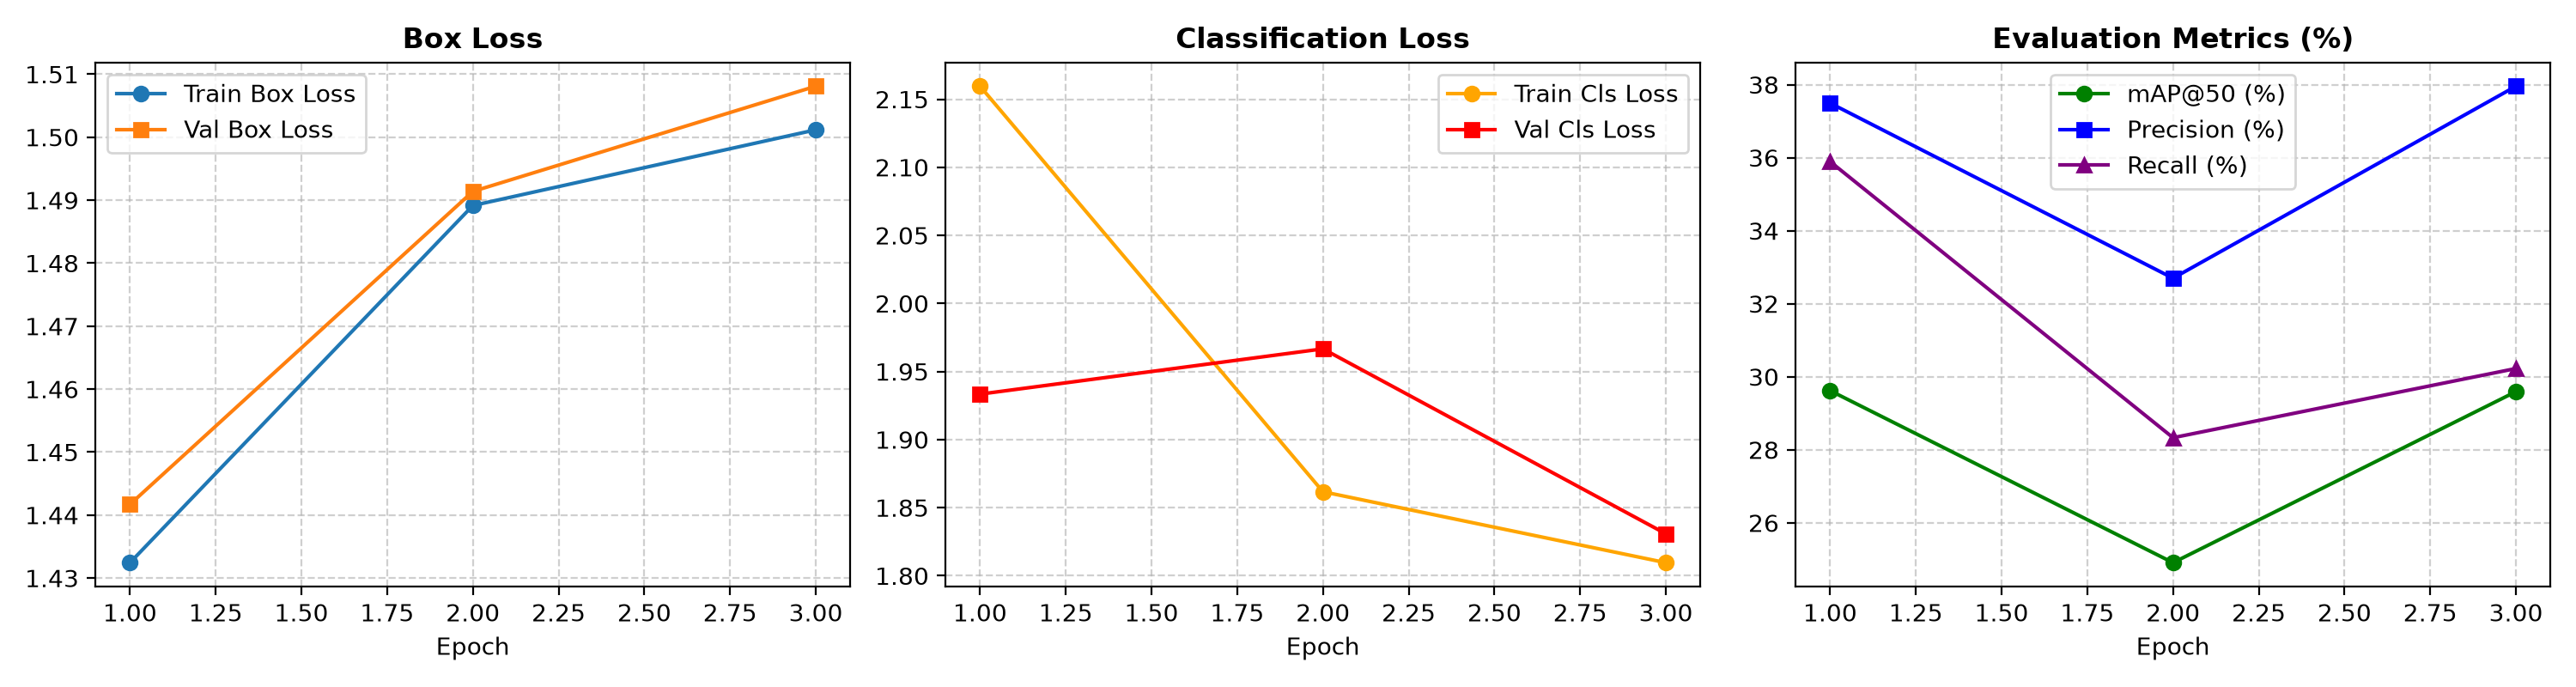 Box Loss
1.51
1.50
1.49
1.48
1.47
1.46
1.45
1.44
1.43
Train Box Loss
Val Box Loss
1.00 1.25 1.50 1.75 2.00 2.25 2.50 2.75 3.00
Epoch
Classification Loss
2.15
2.10
2.05
2.00
1.95
1.90
1.85
1.80
Train Cls Loss
Val Cls Loss
1.00 1.25 1.50 1.75 2.00 2.25 2.50 2.75 3.00
Epoch
Evaluation Metrics (%)
38
36
34
32
30
28
26
mAP@50 (%)
Precision (%)
Recall (%)
1.00 1.25 1.50 1.75 2.00 2.25 2.50 2.75 3.00
Epoch